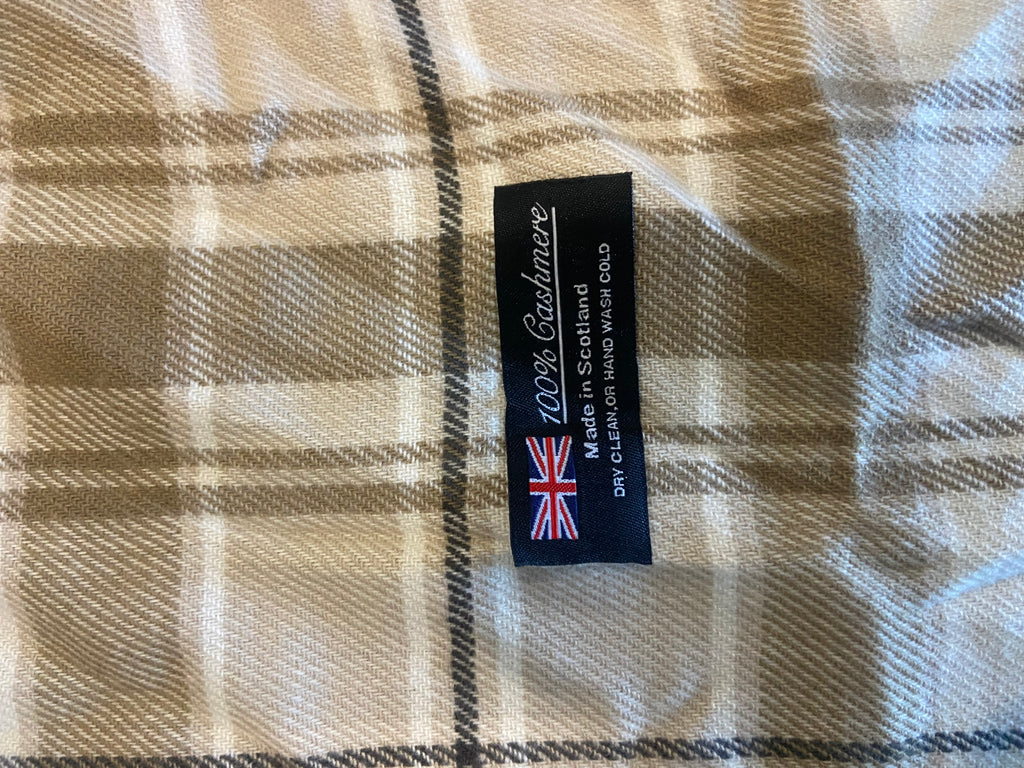 100% Cashmere
Made in Scotland
DRY CLEAN,OR HAND WASH COLD